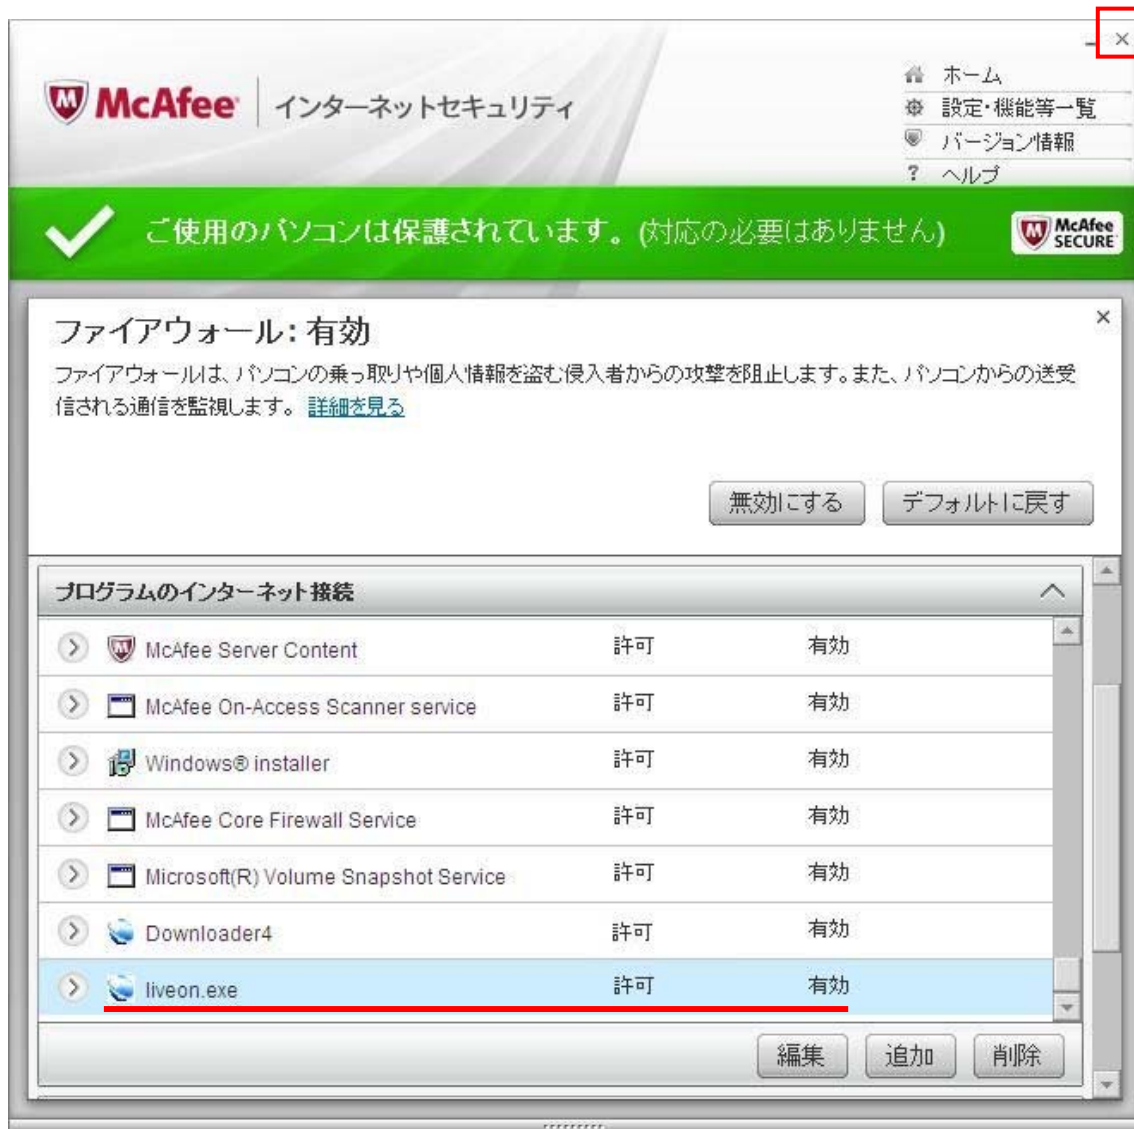 McAfee インターネットセキュリティ
ホーム
設定・機能等一覧
バージョン情報
? ヘルプ
ご使用のパソコンは保護されています。(対応の必要はありません)
McAfee
SECURE
ファイアウォール: 有効
ファイアウォールは、パソコンの乗っ取りや個人情報を盗む侵入者からの攻撃を阻止します。また、パソコンからの送受
信される通信を監視します。 詳細を見る
無効にする デフォルトに戻す
プログラムのインターネット接続
McAfee Server Content 許可 有効
McAfee On-Access Scanner service 許可 有効
Windows® installer 許可 有効
McAfee Core Firewall Service 許可 有効
Microsoft(R) Volume Snapshot Service 許可 有効
Downloader4 許可 有効
liveon.exe 許可 有効
編集 追加 削除